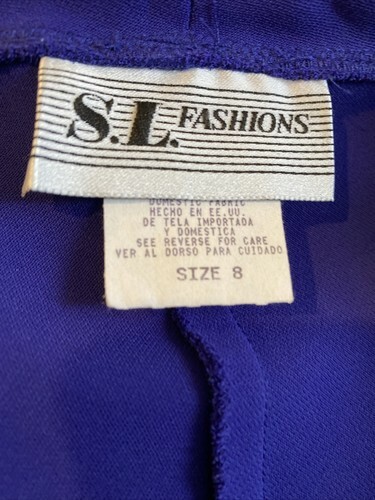 S.L. FASHIONS
DOMESTIC FABRIC
HECHO EN EE.UU.
DE TELA IMPORTADA
Y DOMESTICA
SEE REVERSE FOR CARE
VER AL DORSO PARA CUIDADO
SIZE 8